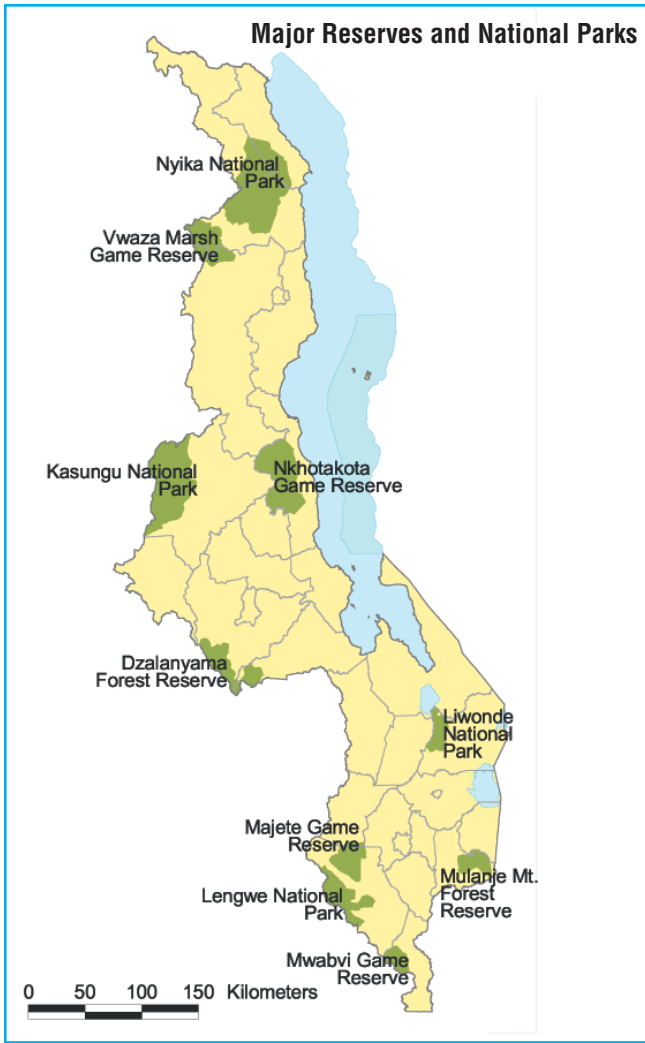 Major Reserves and National Parks
Nyika National
Park
Vwaza Marsh
Game Reserve
Kasungu National
Park
Nkhotakota
Game Reserve
Dzalanyama
Forest Reserve
Liwonde
National
Park
Majete Game
Reserve
Mulanje Mt.
Forest
Reserve
Lengwe National
Park
Mwabvi Game
Reserve
0 50 100 150 Kilometers